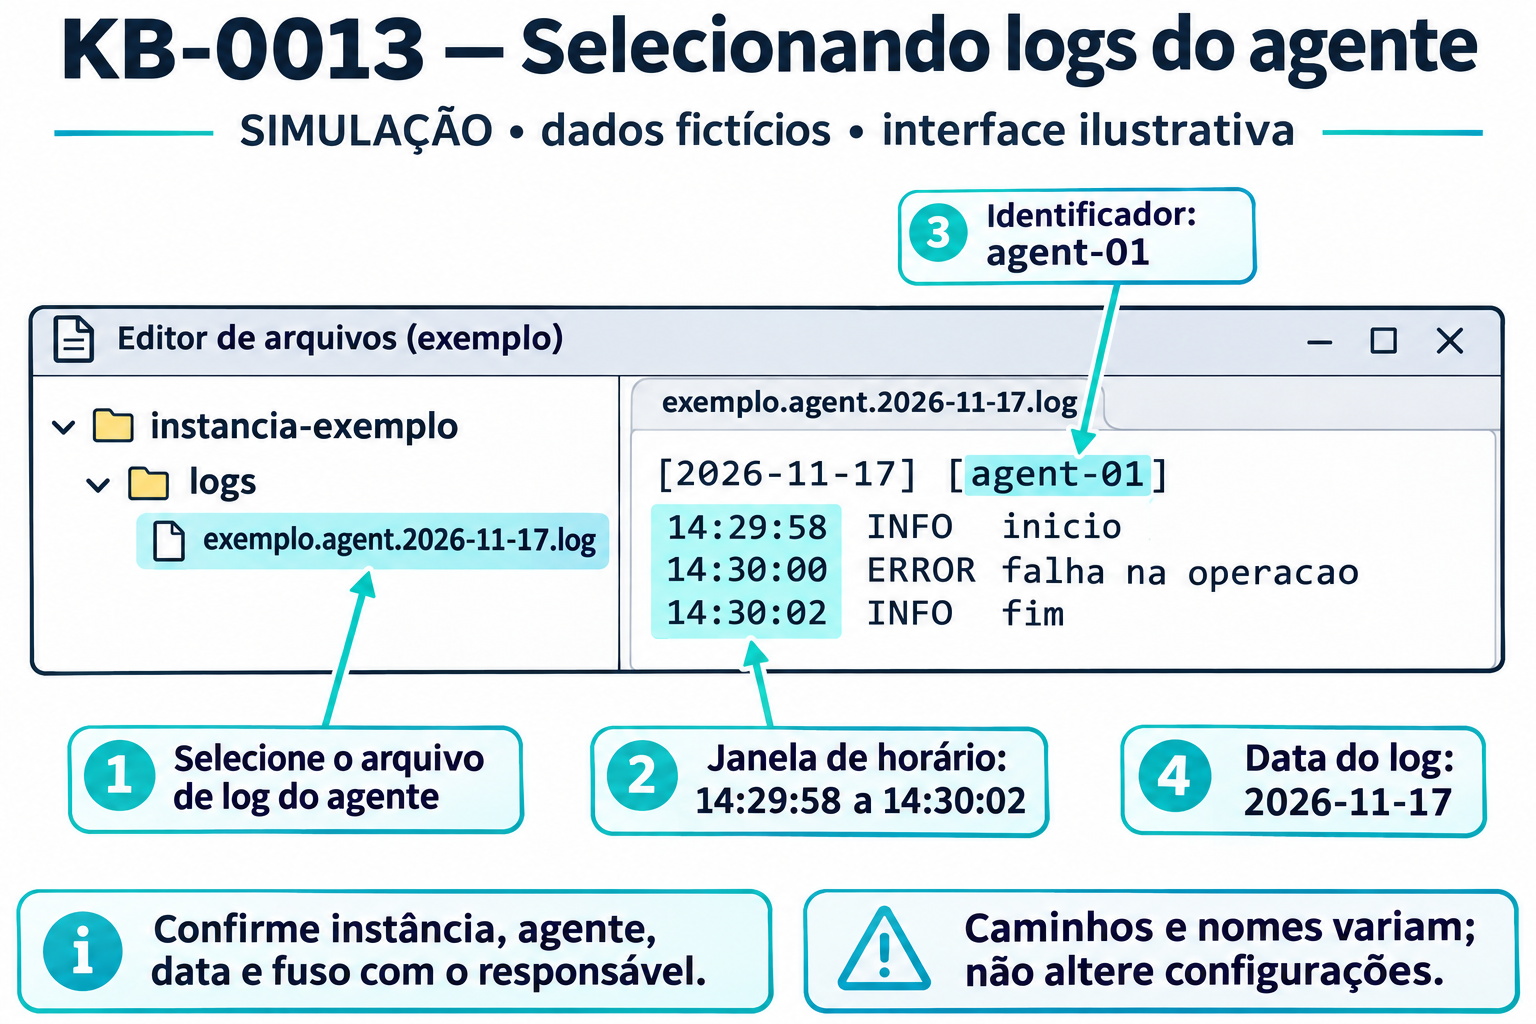 KB-0013 — Selecionando logs do agente
SIMULAÇÃO • dados fictícios • interface ilustrativa
3 Identificador:
agent-01
Editor de arquivos (exemplo)
instancia-exemplo
logs
exemplo.agent.2026-11-17.log
exemplo.agent.2026-11-17.log
[2026-11-17] [agent-01]
14:29:58 INFO inicio
14:30:00 ERROR falha na operacao
14:30:02 INFO fim
1 Selecione o arquivo
de log do agente
2 Janela de horário:
14:29:58 a 14:30:02
4 Data do log:
2026-11-17
Confirme instância, agente,
data e fuso com o responsável.
Caminhos e nomes variam;
não altere configurações.